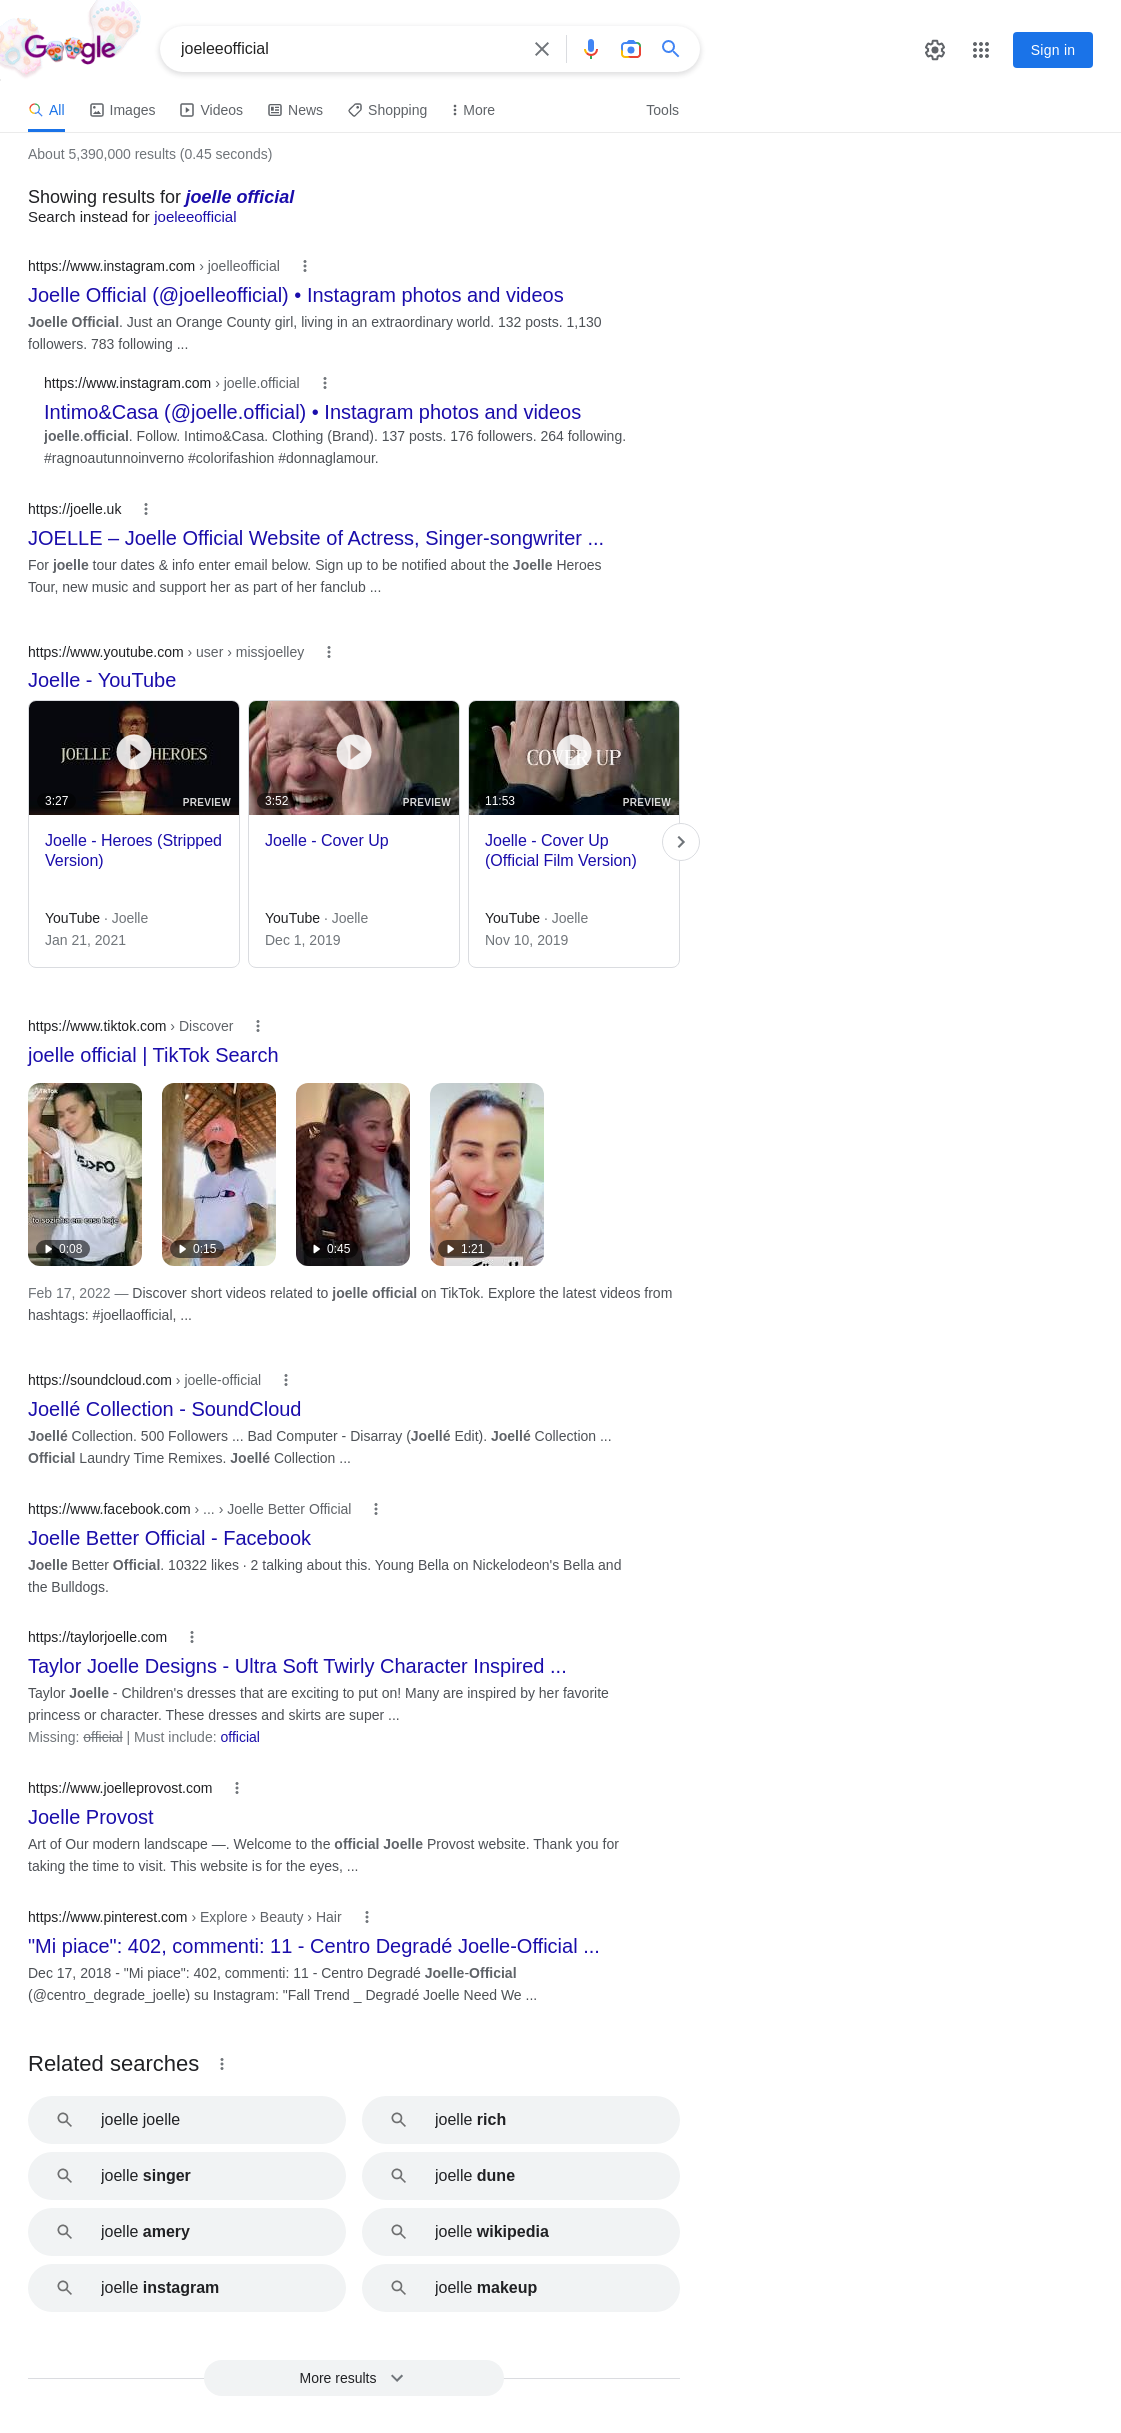 Google
joeleeofficial
Sign in
All Images Videos News Shopping More Tools
About 5,390,000 results (0.45 seconds)
Showing results for joelle official
Search instead for joeleeofficial
https://www.instagram.com › joelleofficial
Joelle Official (@joelleofficial) • Instagram photos and videos
Joelle Official. Just an Orange County girl, living in an extraordinary world. 132 posts. 1,130
followers. 783 following ...
https://www.instagram.com › joelle.official
Intimo&Casa (@joelle.official) • Instagram photos and videos
joelle.official. Follow. Intimo&Casa. Clothing (Brand). 137 posts. 176 followers. 264 following.
#ragnoautunnoinverno #colorifashion #donnaglamour.
https://joelle.uk
JOELLE – Joelle Official Website of Actress, Singer-songwriter ...
For joelle tour dates & info enter email below. Sign up to be notified about the Joelle Heroes
Tour, new music and support her as part of her fanclub ...
https://www.youtube.com › user › missjoelley
Joelle - YouTube
JOELLE HEROES
COVER UP
3:27 PREVIEW 3:52 PREVIEW 11:53 PREVIEW
Joelle - Heroes (Stripped
Version)
YouTube · Joelle
Jan 21, 2021
Joelle - Cover Up
YouTube · Joelle
Dec 1, 2019
Joelle - Cover Up
(Official Film Version)
YouTube · Joelle
Nov 10, 2019
https://www.tiktok.com › Discover
joelle official | TikTok Search
to sozinha em casa hoje
0:08 0:15 0:45 1:21
Feb 17, 2022 — Discover short videos related to joelle official on TikTok. Explore the latest videos from
hashtags: #joellaofficial, ...
https://soundcloud.com › joelle-official
Joellé Collection - SoundCloud
Joellé Collection. 500 Followers ... Bad Computer - Disarray (Joellé Edit). Joellé Collection ...
Official Laundry Time Remixes. Joellé Collection ...
https://www.facebook.com › ... › Joelle Better Official
Joelle Better Official - Facebook
Joelle Better Official. 10322 likes · 2 talking about this. Young Bella on Nickelodeon's Bella and
the Bulldogs.
https://taylorjoelle.com
Taylor Joelle Designs - Ultra Soft Twirly Character Inspired ...
Taylor Joelle - Children's dresses that are exciting to put on! Many are inspired by her favorite
princess or character. These dresses and skirts are super ...
Missing: official | Must include: official
https://www.joelleprovost.com
Joelle Provost
Art of Our modern landscape —. Welcome to the official Joelle Provost website. Thank you for
taking the time to visit. This website is for the eyes, ...
https://www.pinterest.com › Explore › Beauty › Hair
"Mi piace": 402, commenti: 11 - Centro Degradé Joelle-Official ...
Dec 17, 2018 - "Mi piace": 402, commenti: 11 - Centro Degradé Joelle-Official
(@centro_degrade_joelle) su Instagram: "Fall Trend _ Degradé Joelle Need We ...
Related searches
joelle joelle
joelle rich
joelle singer
joelle dune
joelle amery
joelle wikipedia
joelle instagram
joelle makeup
More results